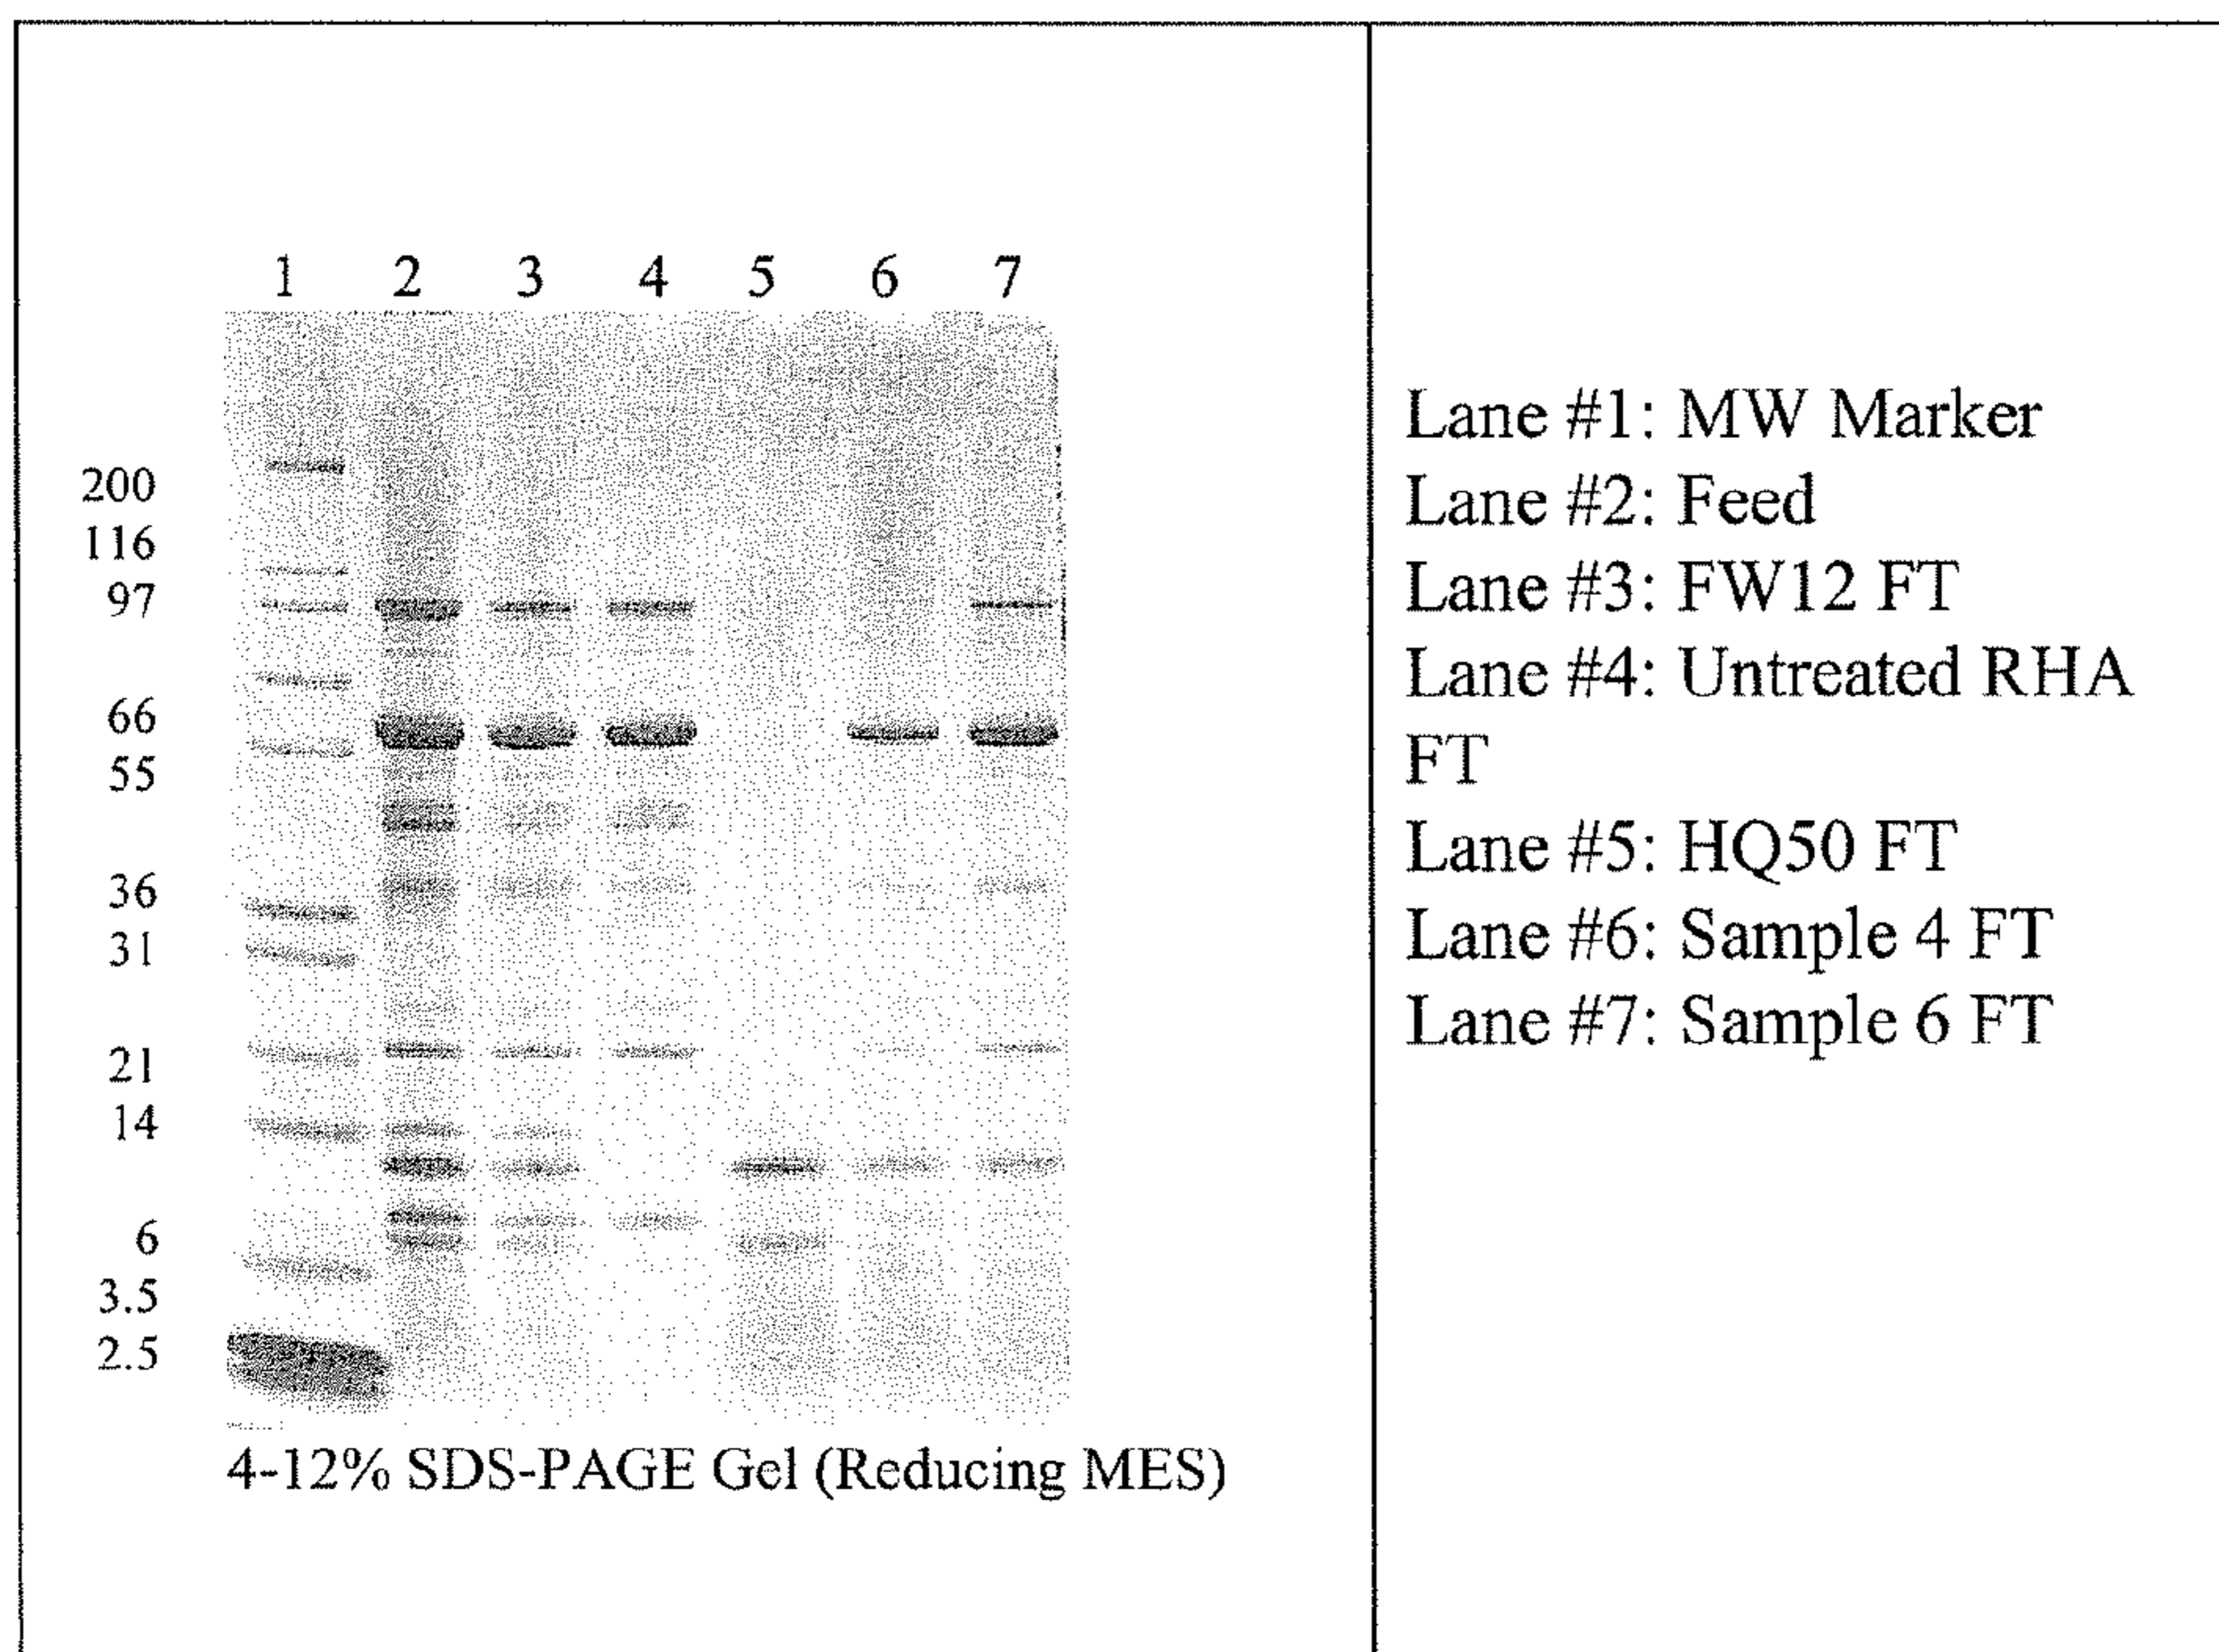 1 2 3 4 5 6 7
200
116
97
66
55
36
31
21
14
6
3.5
2.5
4-12% SDS-PAGE Gel (Reducing MES)
Lane #1: MW Marker
Lane #2: Feed
Lane #3: FW12 FT
Lane #4: Untreated RHA
FT
Lane #5: HQ50 FT
Lane #6: Sample 4 FT
Lane #7: Sample 6 FT